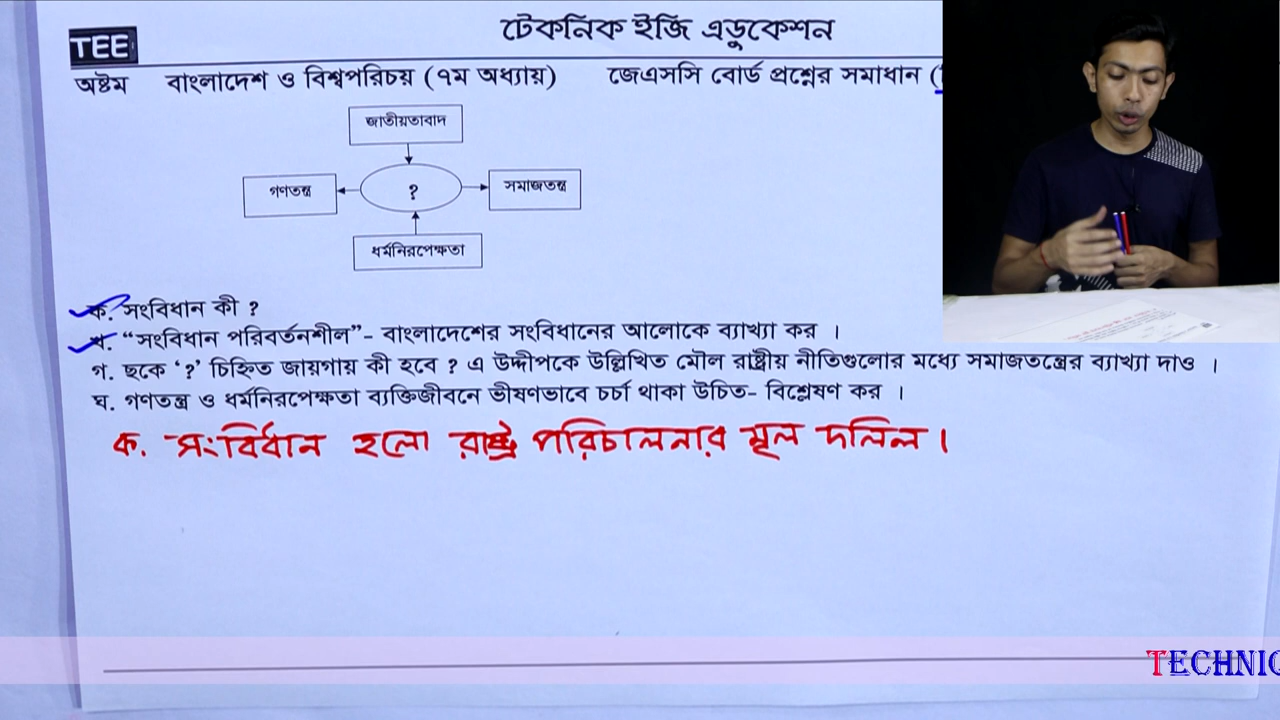 টেকনিক ইজি এডুকেশন
TEE
অষ্টম বাংলাদেশ ও বিশ্বপরিচয় (৭ম অধ্যায়) জেএসসি বোর্ড প্রশ্নের সমাধান (
জাতীয়তাবাদ
গণতন্ত্র ? সমাজতন্ত্র
ধর্মনিরপেক্ষতা
ক. সংবিধান কী ?
খ. “সংবিধান পরিবর্তনশীল”- বাংলাদেশের সংবিধানের আলোকে ব্যাখ্যা কর ।
গ. ছকে ‘?’ চিহ্নিত জায়গায় কী হবে ? এ উদ্দীপকে উল্লিখিত মৌল রাষ্ট্রীয় নীতিগুলোর মধ্যে সমাজতন্ত্রের ব্যাখ্যা দাও ।
ঘ. গণতন্ত্র ও ধর্মনিরপেক্ষতা ব্যক্তিজীবনে ভীষণভাবে চর্চা থাকা উচিত- বিশ্লেষণ কর ।
ক. সংবিধান হলো রাষ্ট্র পরিচালনার মূল দলিল ।
TECHNIQ